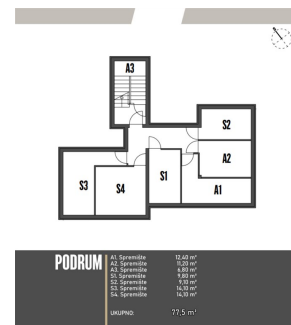 A3
S2
A2
S1
S3
S4
A1
PODRUM
A1. Spremište 12,40 m²
A2. Spremište 11,20 m²
A3. Spremište 6,80 m²
S1. Spremište 9,80 m²
S2. Spremište 9,10 m²
S3. Spremište 14,10 m²
S4. Spremište 14,10 m²
UKUPNO: 77,5 m²